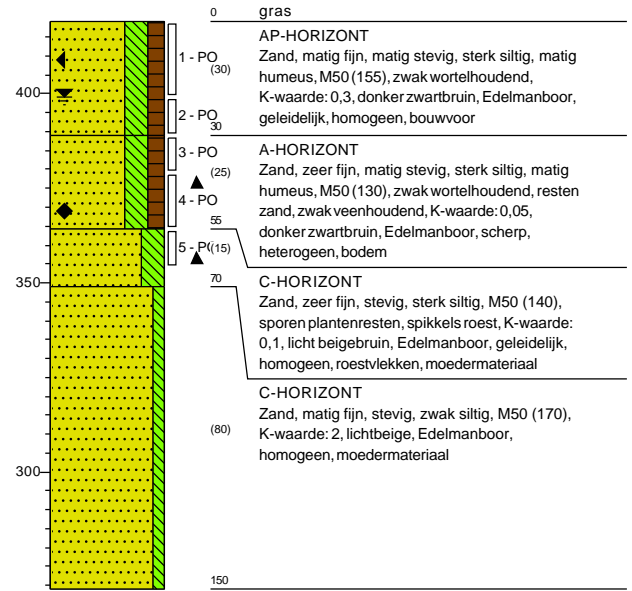 0 gras
AP-HORIZONT
1 - PO
(30)
Zand, matig fijn, matig stevig, sterk siltig, matig
humeus, M50 (155), zwak wortelhoudend,
400
K-waarde: 0,3, donker zwartbruin, Edelmanboor,
2 - PO
geleidelijk, homogeen, bouwvoor
30
3 - PO
A-HORIZONT
(25)
Zand, zeer fijn, matig stevig, sterk siltig, matig
humeus, M50 (130), zwak wortelhoudend, resten
4 - PO
zand, zwak veenhoudend, K-waarde: 0,05,
55
donker zwartbruin, Edelmanboor, scherp,
heterogeen, bodem
5 - P(15)
70
350
C-HORIZONT
Zand, zeer fijn, stevig, sterk siltig, M50 (140),
sporen plantenresten, spikkels roest, K-waarde:
0,1, licht beigebruin, Edelmanboor, geleidelijk,
homogeen, roestvlekken, moedermateriaal
C-HORIZONT
Zand, matig fijn, stevig, zwak siltig, M50 (170),
(80)
K-waarde: 2, lichtbeige, Edelmanboor,
homogeen, moedermateriaal
300
150